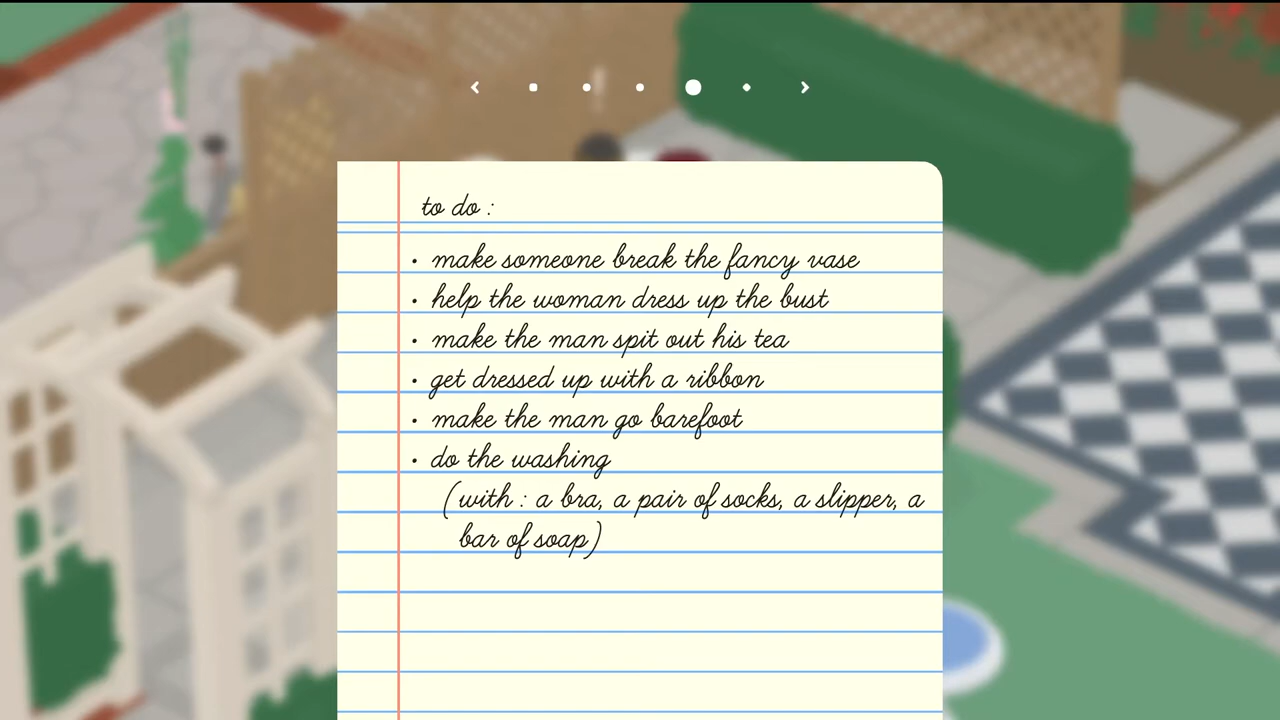 to do :
• make someone break the fancy vase
• help the woman dress up the bust
• make the man spit out his tea
• get dressed up with a ribbon
• make the man go barefoot
• do the washing
(with : a bra, a pair of socks, a slipper, a
bar of soap)